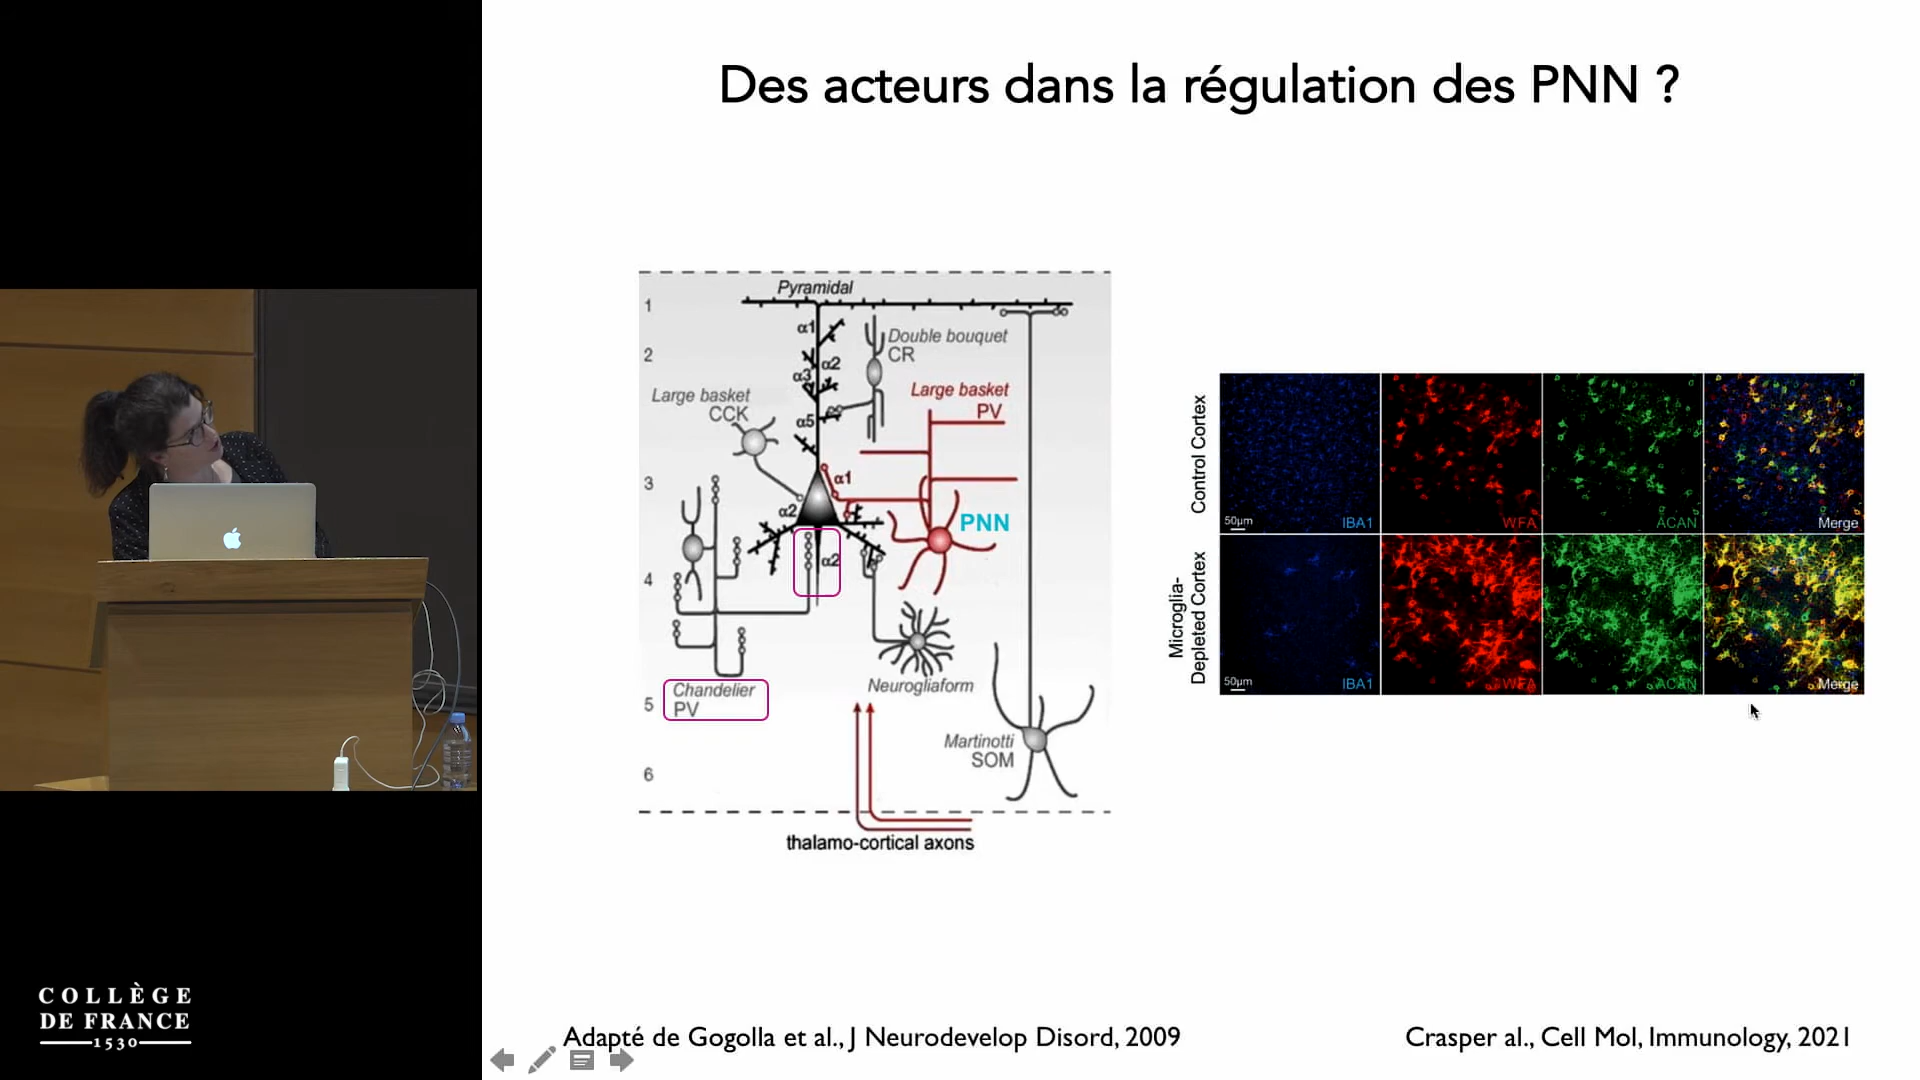 Des acteurs dans la régulation des PNN ?
Pyramidal
1
α1
Double bouquet
CR
2
α2
α3
Large basket
CCK
Large basket
PV
α5
3
α1
α2
PNN
α2
4
Chandelier
PV
Neurogliaform
5
Martinotti
SOM
6
thalamo-cortical axons
Control Cortex
50µm
IBA1
WFA
ACAN
Merge
Microglia-
Depleted Cortex
50µm
IBA1
WFA
ACAN
Merge
Adapté de Gogolla et al., J Neurodevelop Disord, 2009
Crasper al., Cell Mol, Immunology, 2021
COLLÈGE
DE FRANCE
1530